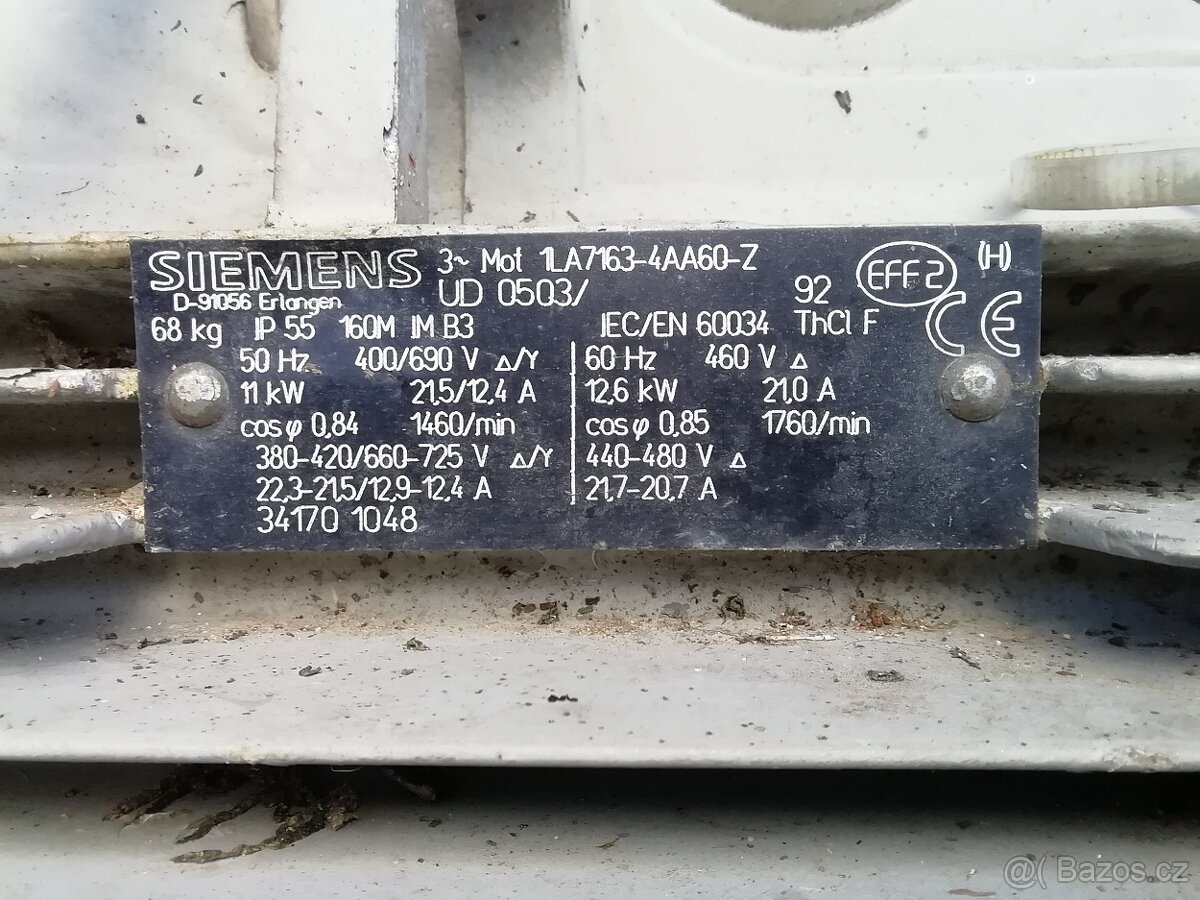 SIEMENS 3~ Mot 1LA7163-4AA60-Z EFF2 (H)
D-91056 Erlangen UD 0503/ 92 CE
68 kg IP 55 160M IM B3 IEC/EN 60034 ThCl F
50 Hz 400/690 V Δ/Y 60 Hz 460 V Δ
11 kW 21,5/12,4 A 12,6 kW 21,0 A
cos φ 0,84 1460/min cos φ 0,85 1760/min
380-420/660-725 V Δ/Y 440-480 V Δ
22,3-21,5/12,9-12,4 A 21,7-20,7 A
34170 1048
@( Bazos.cz